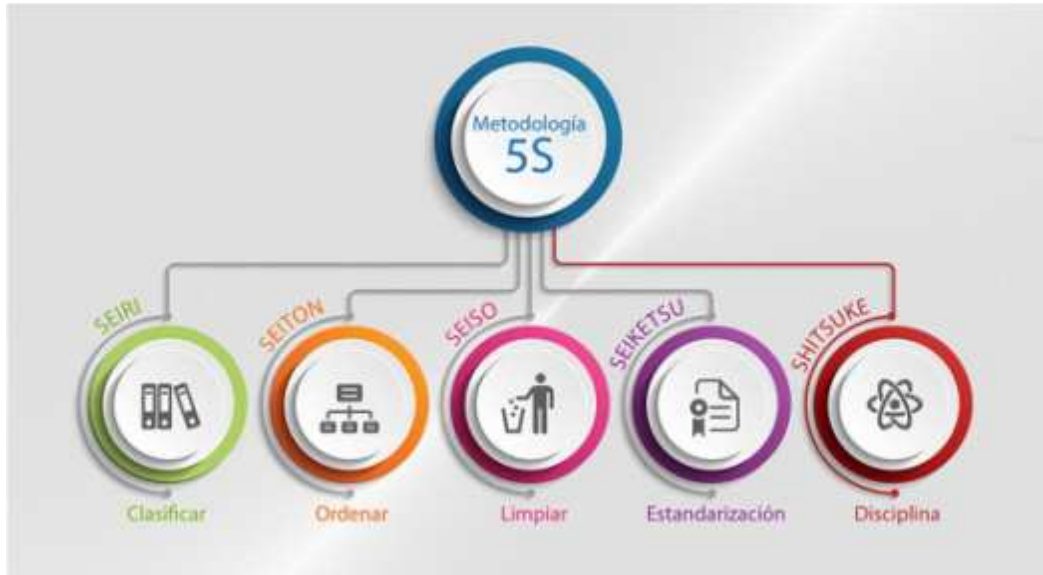 Metodología
5S
SEIRI
SEITON
SEISO
SEIKETSU
SHITSUKE
Clasificar
Ordenar
Limpiar
Estandarización
Disciplina